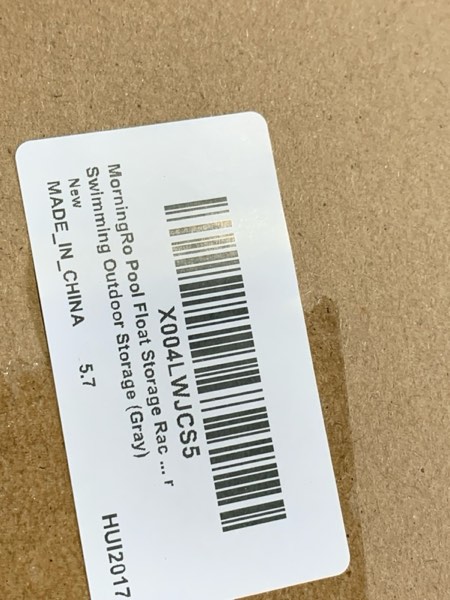 X004LWJCS5
MorningRo Pool Float Storage Rac ... r
Swimming Outdoor Storage (Gray)
New
MADE_IN_CHINA 5.7 HUI2017